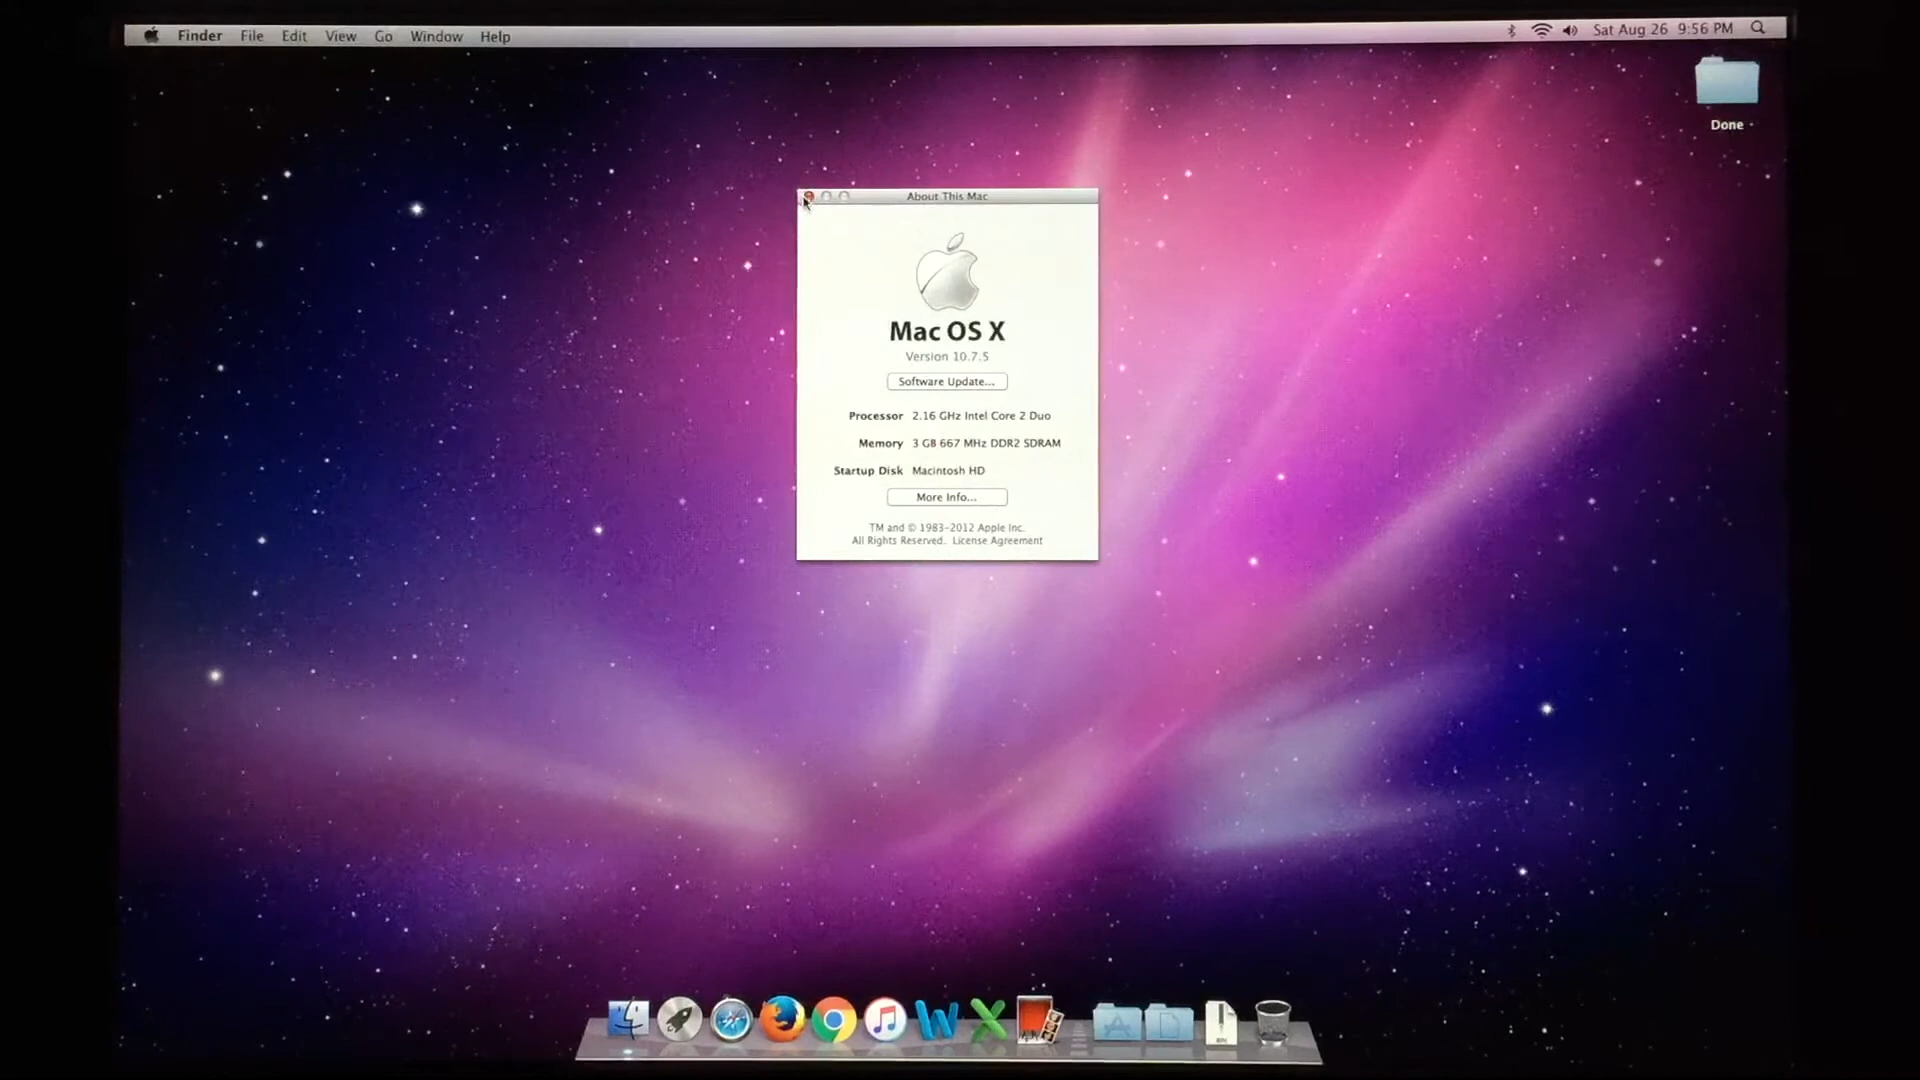 Finder File Edit View Go Window Help
Sat Aug 26 9:56 PM
Done
About This Mac
Mac OS X
Version 10.7.5
Software Update...
Processor 2.16 GHz Intel Core 2 Duo
Memory 3 GB 667 MHz DDR2 SDRAM
Startup Disk Macintosh HD
More Info...
TM and © 1983-2012 Apple Inc.
All Rights Reserved. License Agreement